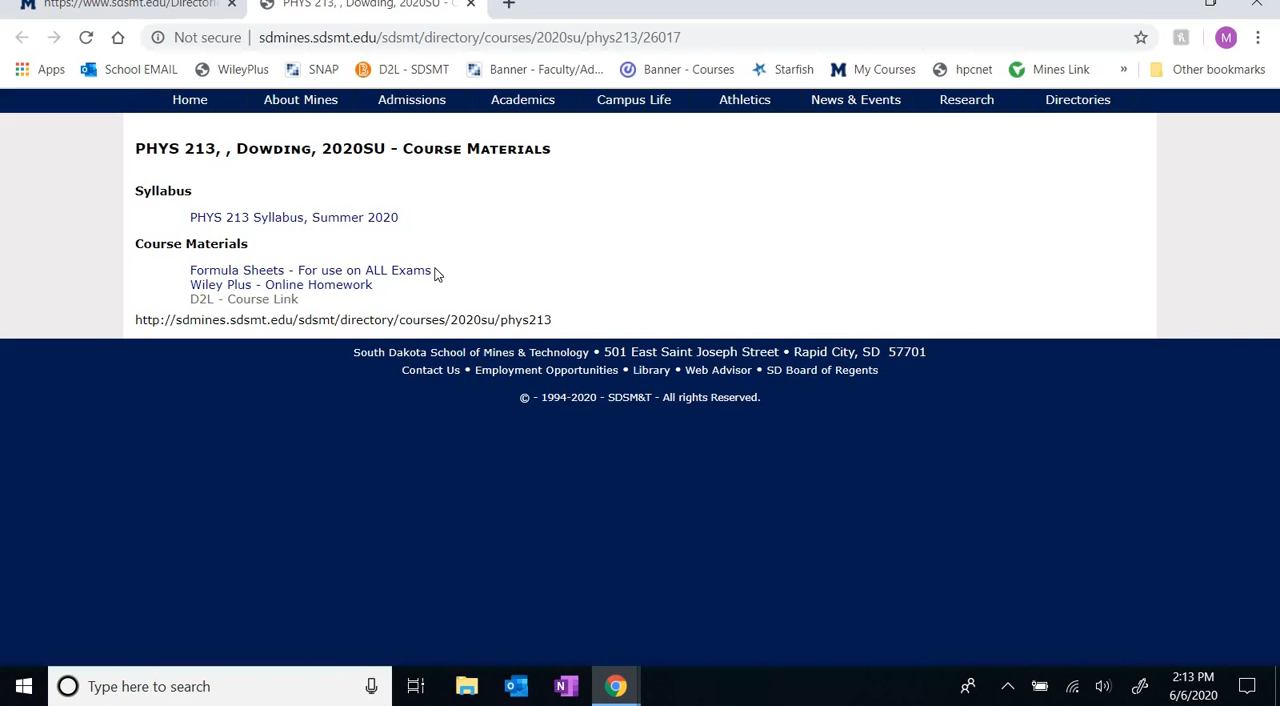 https://www.sdsmt.edu/Director
PHYS 213, , Dowding, 2020SU - C
Not secure | sdmines.sdsmt.edu/sdsmt/directory/courses/2020su/phys213/26017
M
Apps School EMAIL WileyPlus SNAP D2L - SDSMT Banner - Faculty/Ad... Banner - Courses Starfish My Courses hpcnet Mines Link » Other bookmarks
Home About Mines Admissions Academics Campus Life Athletics News & Events Research Directories
PHYS 213, , Dowding, 2020SU - Course Materials
Syllabus
PHYS 213 Syllabus, Summer 2020
Course Materials
Formula Sheets - For use on ALL Exams
Wiley Plus - Online Homework
D2L - Course Link
http://sdmines.sdsmt.edu/sdsmt/directory/courses/2020su/phys213
South Dakota School of Mines & Technology • 501 East Saint Joseph Street • Rapid City, SD 57701
Contact Us • Employment Opportunities • Library • Web Advisor • SD Board of Regents
© - 1994-2020 - SDSM&T - All rights Reserved.
Type here to search
2:13 PM
6/6/2020